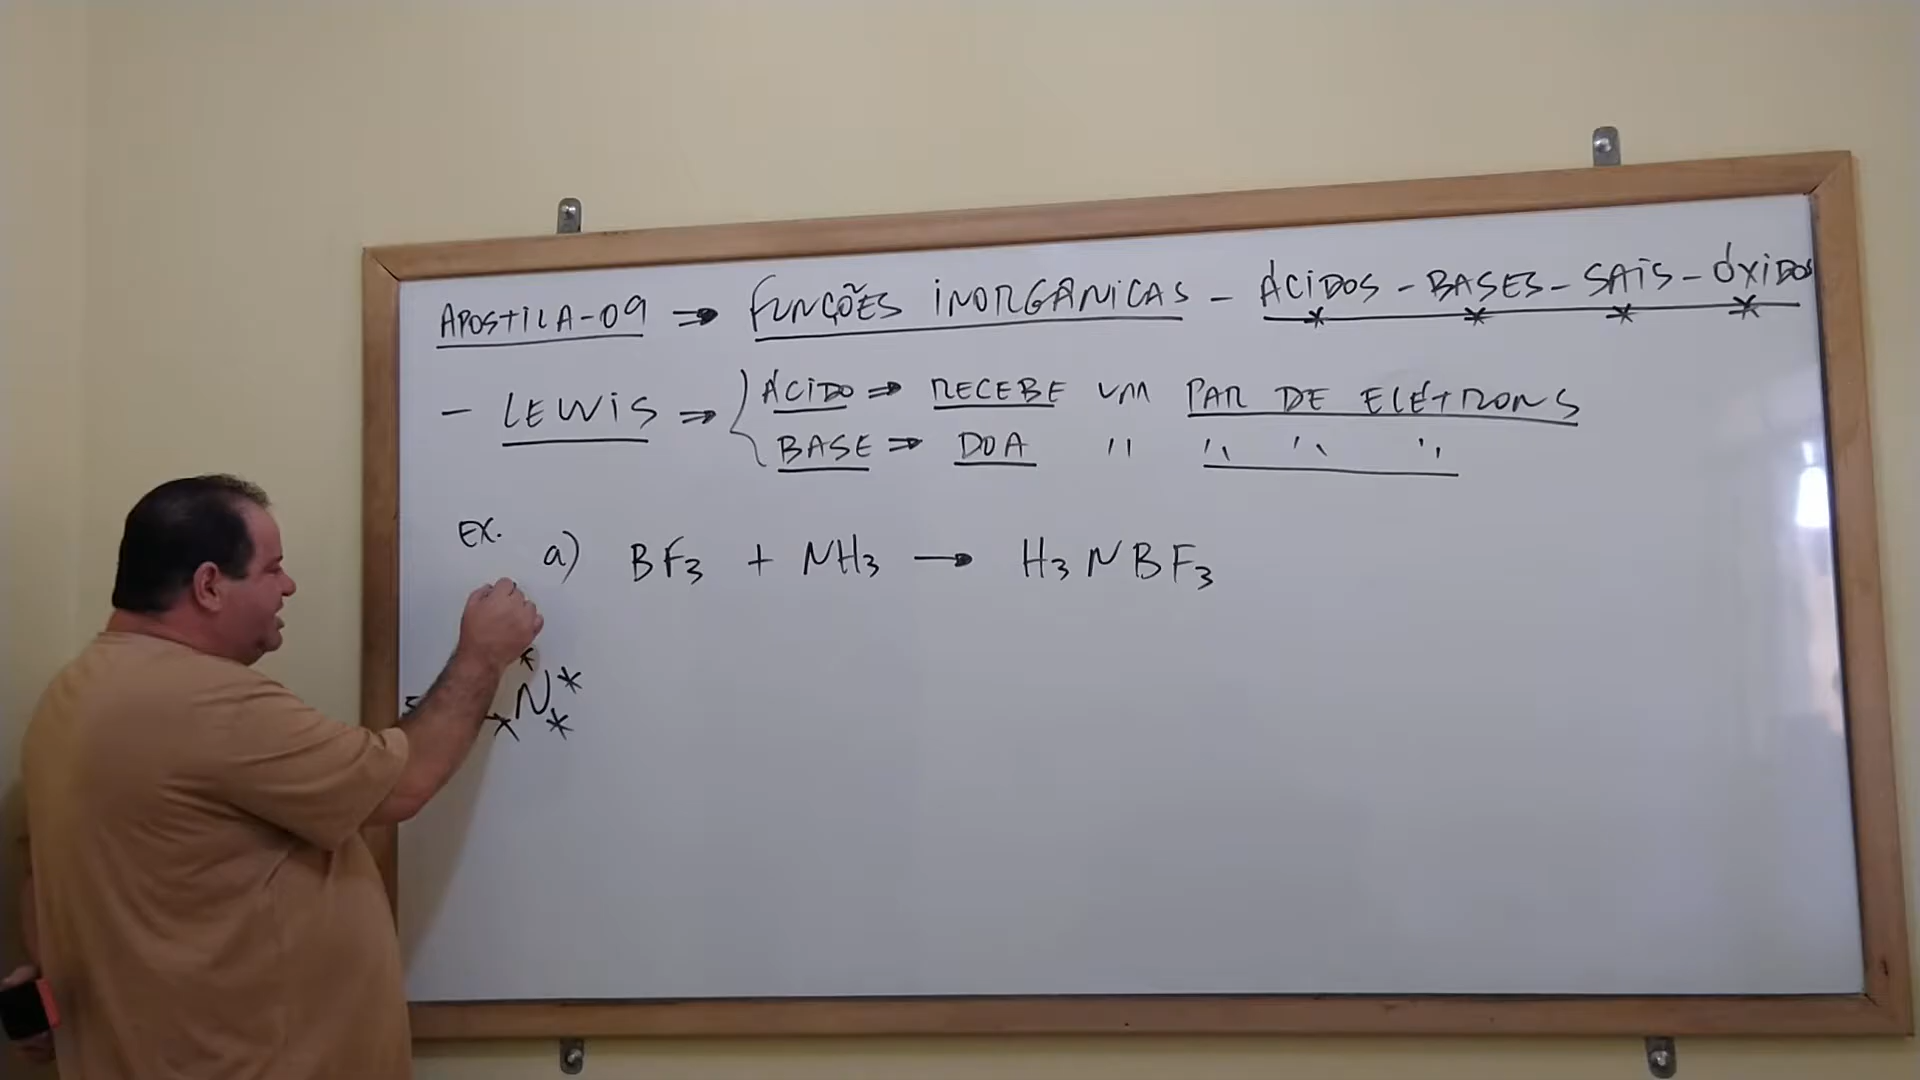 APOSTILA-09 ⇒ FUNÇÕES INORGÂNICAS - ÁCIDOS - BASES - SAIS - ÓXIDOS
- LEWIS ⇒ { ÁCIDO ⇒ RECEBE UM PAR DE ELÉTRONS
BASE ⇒ DOA " " " "
EX. a) BF3 + NH3 → H3NBF3
N